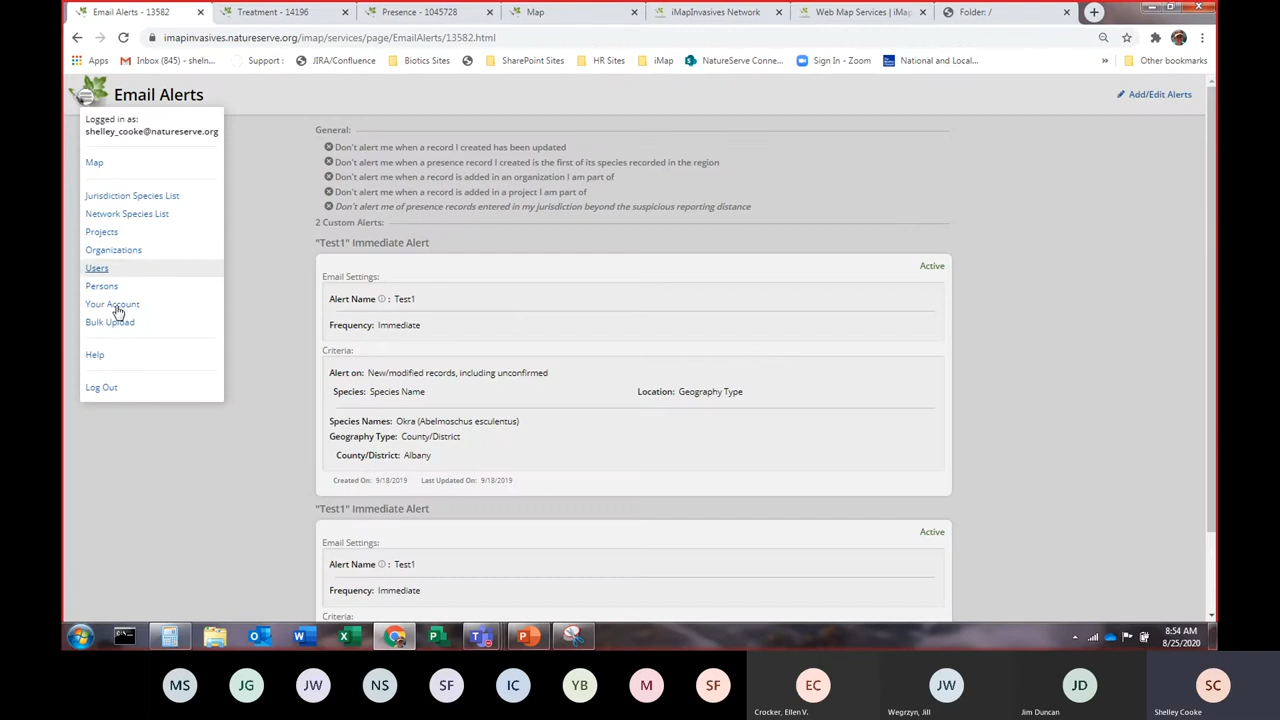 Email Alerts - 13582
Treatment - 14196
Presence - 1045728
Map
iMapInvasives Network
Web Map Services | iMa
Folder: /
imapinvasives.natureserve.org/imap/services/page/EmailAlerts/13582.html
Apps
Inbox (845) - sheln...
Support :
JIRA/Confluence
Biotics Sites
SharePoint Sites
HR Sites
iMap
NatureServe Conne...
Sign In - Zoom
National and Local...
Other bookmarks
Email Alerts
Add/Edit Alerts
Logged in as:
shelley_cooke@natureserve.org
Map
Jurisdiction Species List
Network Species List
Projects
Organizations
Users
Persons
Your Account
Bulk Upload
Help
Log Out
General:
Don't alert me when a record I created has been updated
Don't alert me when a presence record I created is the first of its species recorded in the region
Don't alert me when a record is added in an organization I am part of
Don't alert me when a record is added in a project I am part of
Don't alert me of presence records entered in my jurisdiction beyond the suspicious reporting distance
2 Custom Alerts:
"Test1" Immediate Alert
Active
Email Settings:
Alert Name : Test1
Frequency: Immediate
Criteria:
Alert on: New/modified records, including unconfirmed
Species: Species Name
Location: Geography Type
Species Names: Okra (Abelmoschus esculentus)
Geography Type: County/District
County/District: Albany
Created On: 9/18/2019 Last Updated On: 9/18/2019
"Test1" Immediate Alert
Active
Email Settings:
Alert Name : Test1
Frequency: Immediate
Criteria:
8:54 AM
8/25/2020
MS
JG
JW
NS
SF
IC
YB
M
SF
EC
JW
JD
SC
Crocker, Ellen V.
Wegrzyn, Jill
Jim Duncan
Shelley Cooke